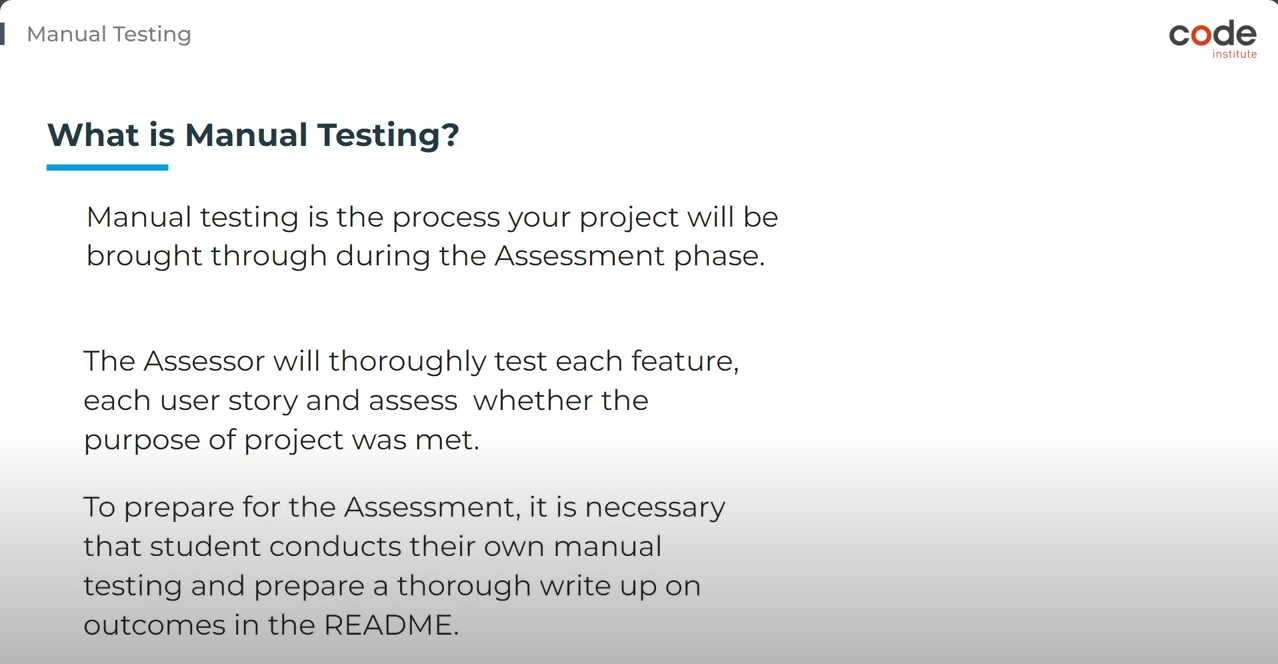 Manual Testing
code
institute
What is Manual Testing?
Manual testing is the process your project will be
brought through during the Assessment phase.
The Assessor will thoroughly test each feature,
each user story and assess  whether the
purpose of project was met.
To prepare for the Assessment, it is necessary
that student conducts their own manual
testing and prepare a thorough write up on
outcomes in the README.